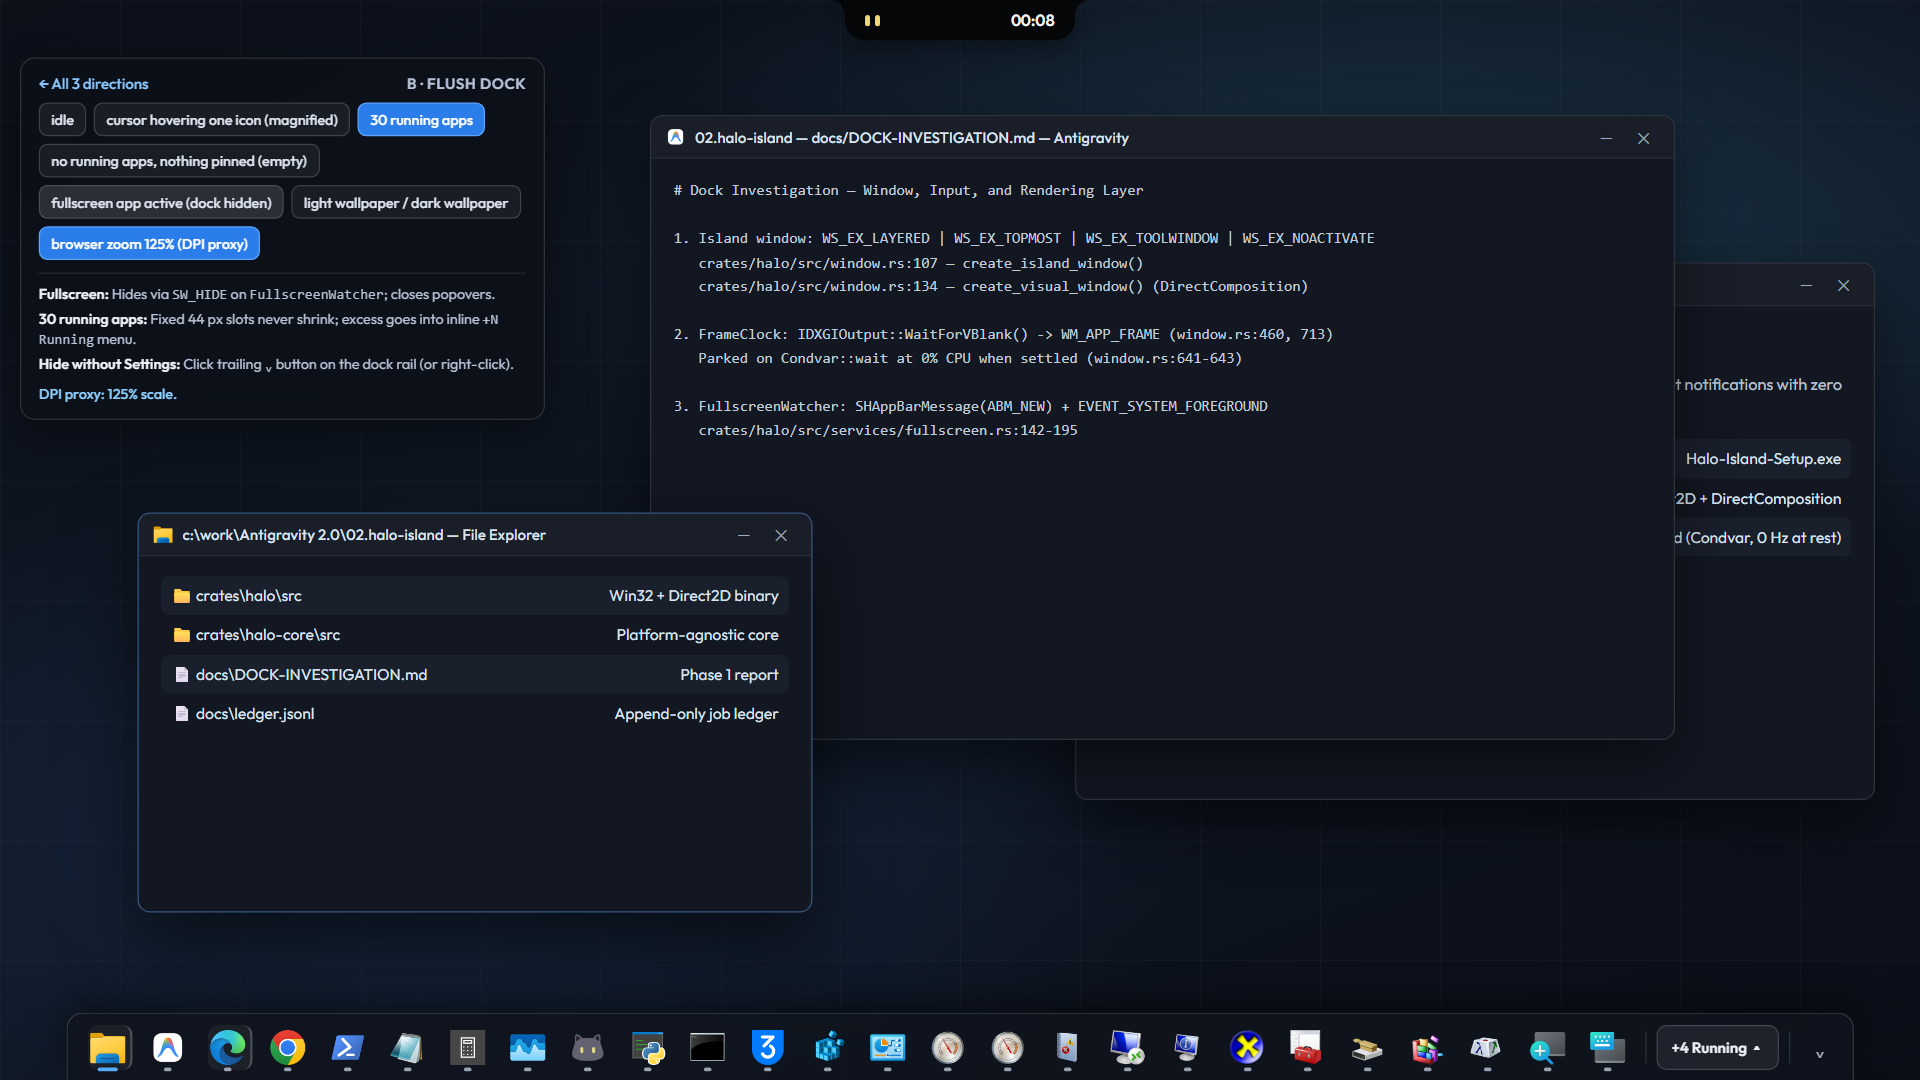 00:08
← All 3 directions
B · FLUSH DOCK
idle
cursor hovering one icon (magnified)
30 running apps
no running apps, nothing pinned (empty)
fullscreen app active (dock hidden)
light wallpaper / dark wallpaper
browser zoom 125% (DPI proxy)
Fullscreen: Hides via SW_HIDE on FullscreenWatcher; closes popovers.
30 running apps: Fixed 44 px slots never shrink; excess goes into inline +N
Running menu.
Hide without Settings: Click trailing v button on the dock rail (or right-click).
DPI proxy: 125% scale.
02.halo-island — docs/DOCK-INVESTIGATION.md — Antigravity
# Dock Investigation — Window, Input, and Rendering Layer
1. Island window: WS_EX_LAYERED | WS_EX_TOPMOST | WS_EX_TOOLWINDOW | WS_EX_NOACTIVATE
crates/halo/src/window.rs:107 — create_island_window()
crates/halo/src/window.rs:134 — create_visual_window() (DirectComposition)
2. FrameClock: IDXGIOutput::WaitForVBlank() -> WM_APP_FRAME (window.rs:460, 713)
Parked on Condvar::wait at 0% CPU when settled (window.rs:641-643)
3. FullscreenWatcher: SHAppBarMessage(ABM_NEW) + EVENT_SYSTEM_FOREGROUND
crates/halo/src/services/fullscreen.rs:142-195
t notifications with zero
Halo-Island-Setup.exe
2D + DirectComposition
d (Condvar, 0 Hz at rest)
c:\work\Antigravity 2.0\02.halo-island — File Explorer
crates\halo\src
Win32 + Direct2D binary
crates\halo-core\src
Platform-agnostic core
docs\DOCK-INVESTIGATION.md
Phase 1 report
docs\ledger.jsonl
Append-only job ledger
3
+4 Running
v